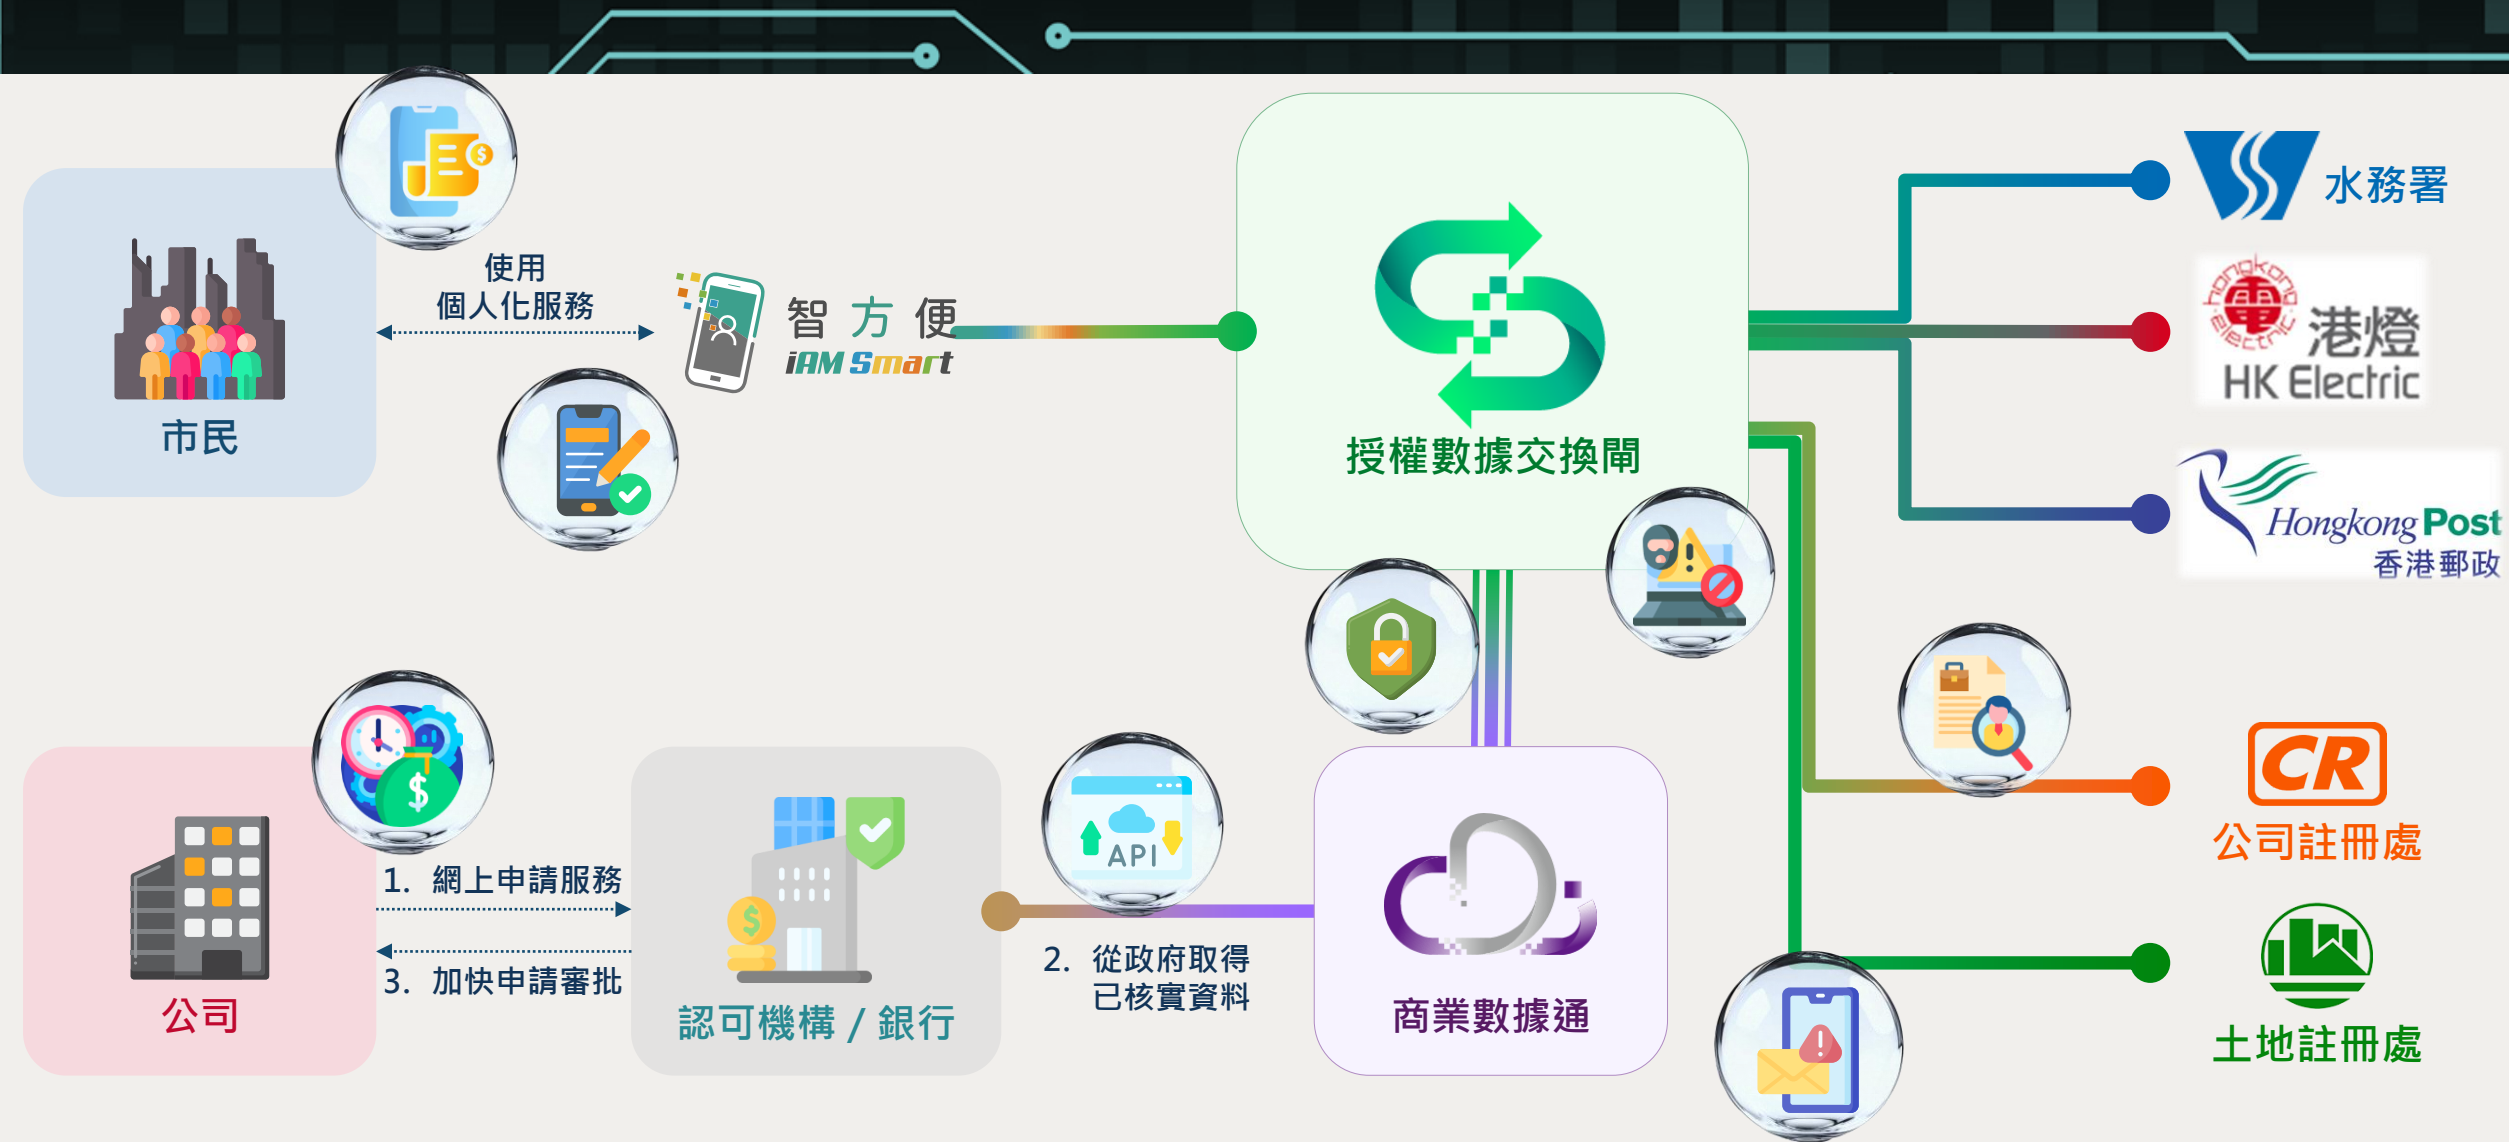 使用
個人化服務
市民
智方便
iAM Smart
授權數據交換閘
水務署
hongkong
electric
港燈
HK Electric
Hongkong Post
香港郵政
公司
1. 網上申請服務
3. 加快申請審批
認可機構 / 銀行
API
2. 從政府取得
已核實資料
商業數據通
CR
公司註冊處
土地註冊處